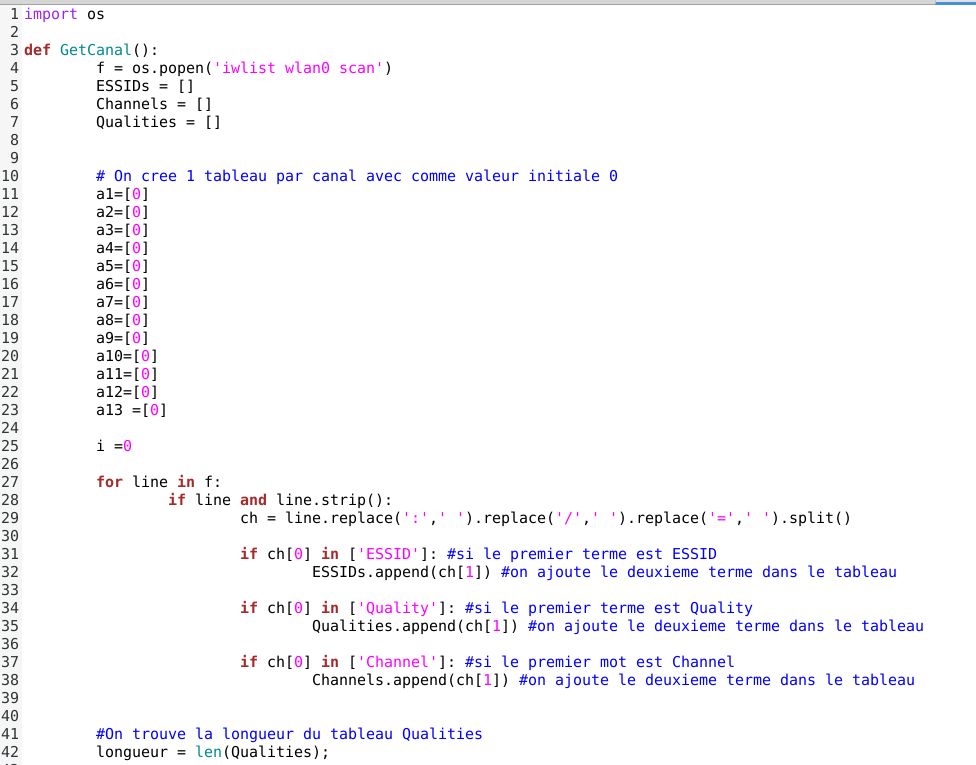 1 import os
2
3 def GetCanal():
4 f = os.popen('iwlist wlan0 scan')
5 ESSIDs = []
6 Channels = []
7 Qualities = []
8
9
10 # On cree 1 tableau par canal avec comme valeur initiale 0
11 a1=[0]
12 a2=[0]
13 a3=[0]
14 a4=[0]
15 a5=[0]
16 a6=[0]
17 a7=[0]
18 a8=[0]
19 a9=[0]
20 a10=[0]
21 a11=[0]
22 a12=[0]
23 a13 =[0]
24
25 i =0
26
27 for line in f:
28 if line and line.strip():
29 ch = line.replace(':',' ').replace('/',' ').replace('=',' ').split()
30
31 if ch[0] in ['ESSID']: #si le premier terme est ESSID
32 ESSIDs.append(ch[1]) #on ajoute le deuxieme terme dans le tableau
33
34 if ch[0] in ['Quality']: #si le premier terme est Quality
35 Qualities.append(ch[1]) #on ajoute le deuxieme terme dans le tableau
36
37 if ch[0] in ['Channel']: #si le premier mot est Channel
38 Channels.append(ch[1]) #on ajoute le deuxieme terme dans le tableau
39
40
41 #On trouve la longueur du tableau Qualities
42 longueur = len(Qualities);